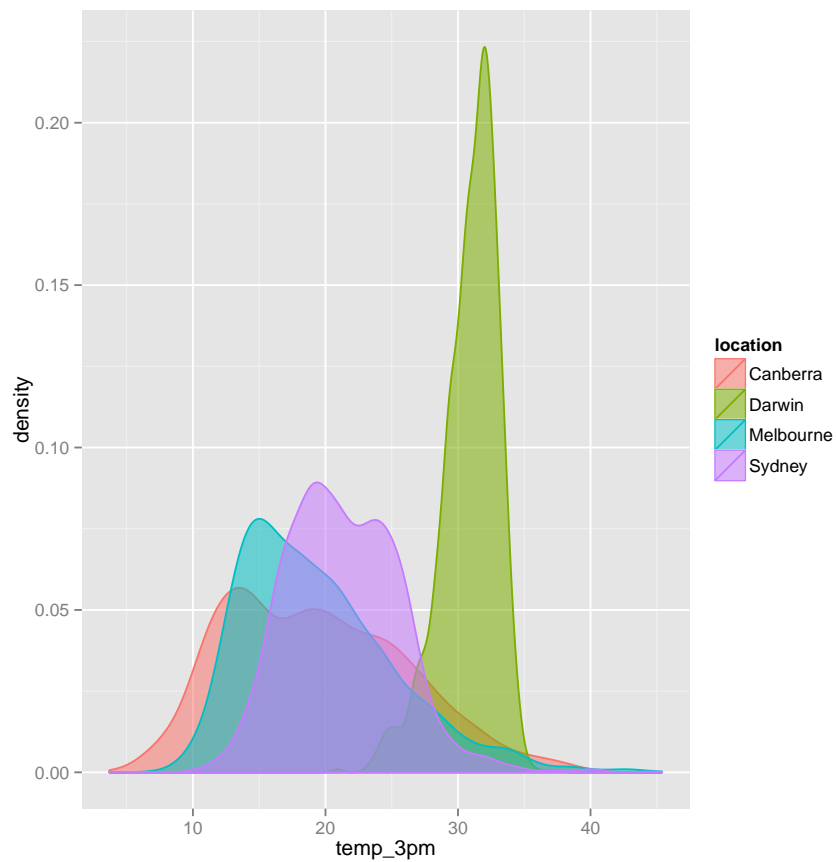 0.20
0.15
0.10
0.05
0.00
density
10 20 30 40
temp_3pm
location
Canberra
Darwin
Melbourne
Sydney